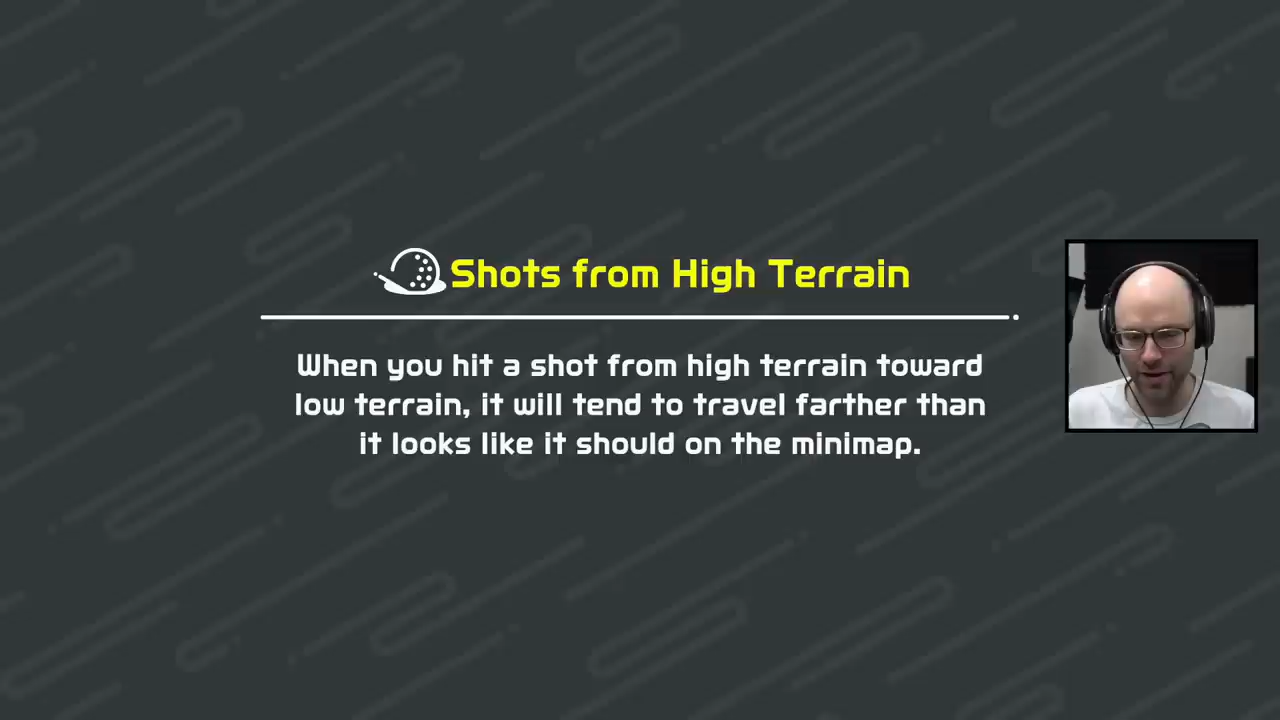 Shots from High Terrain
When you hit a shot from high terrain toward
low terrain, it will tend to travel farther than
it looks like it should on the minimap.